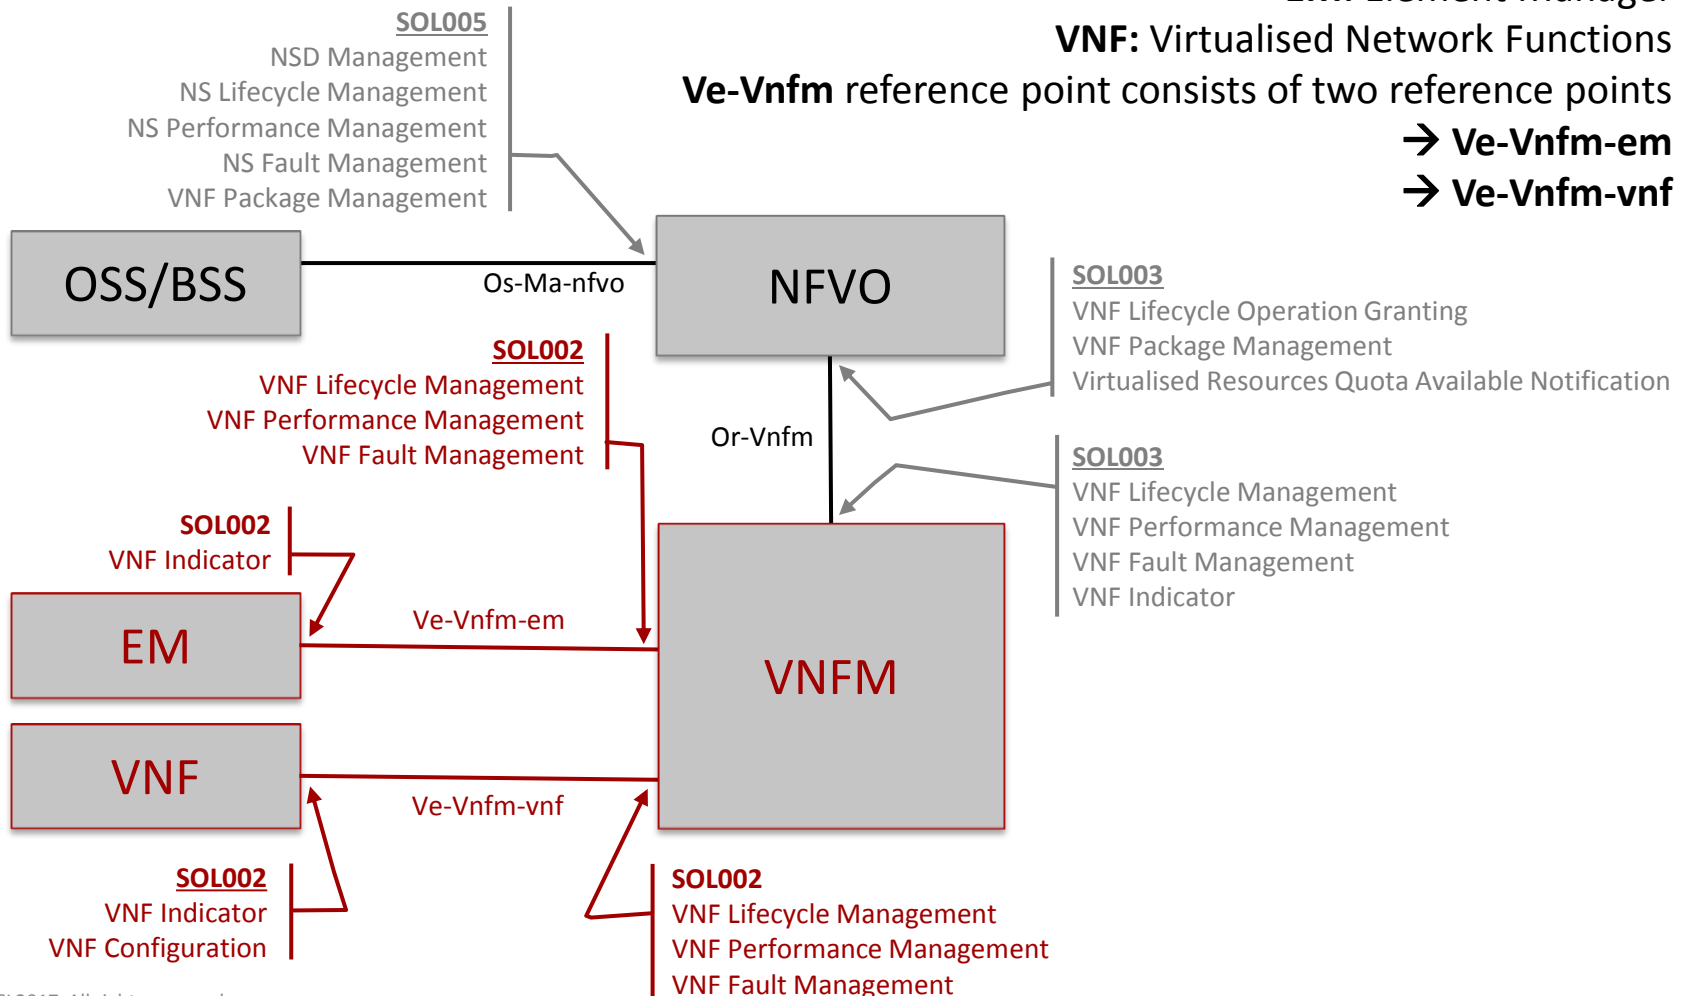 Element Manager
VNF: Virtualised Network Functions
Ve-Vnfm reference point consists of two reference points
→ Ve-Vnfm-em
→ Ve-Vnfm-vnf
SOL005
NSD Management
NS Lifecycle Management
NS Performance Management
NS Fault Management
VNF Package Management
OSS/BSS
Os-Ma-nfvo
NFVO
SOL003
VNF Lifecycle Operation Granting
VNF Package Management
Virtualised Resources Quota Available Notification
SOL002
VNF Lifecycle Management
VNF Performance Management
VNF Fault Management
Or-Vnfm
SOL003
VNF Lifecycle Management
VNF Performance Management
VNF Fault Management
VNF Indicator
SOL002
VNF Indicator
EM
Ve-Vnfm-em
VNFM
VNF
Ve-Vnfm-vnf
SOL002
VNF Indicator
VNF Configuration
SOL002
VNF Lifecycle Management
VNF Performance Management
VNF Fault Management